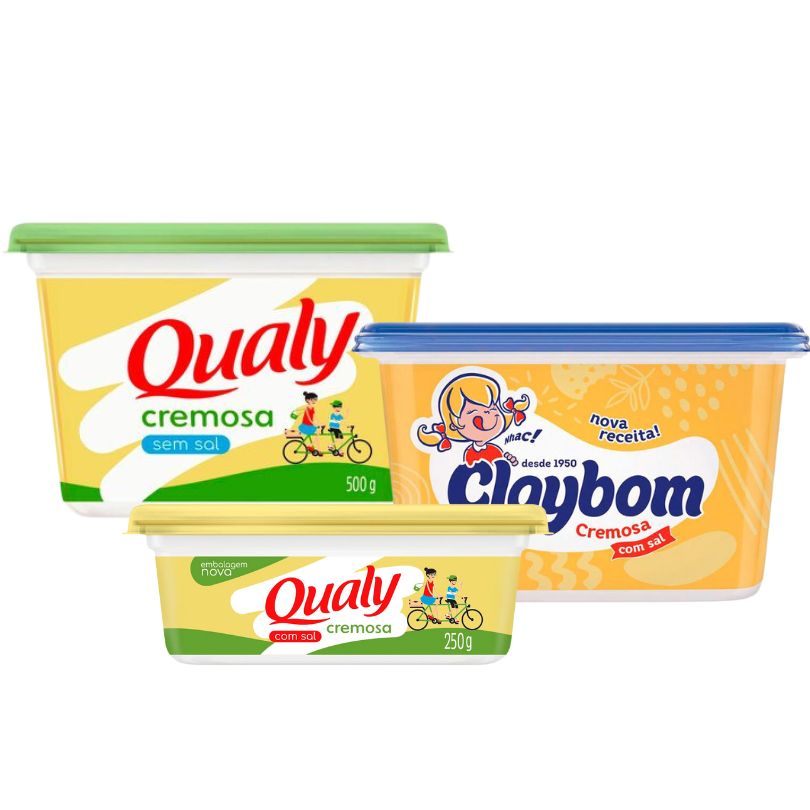 Qualy
cremosa
sem sal
500 g
nova
receita!
NHAC!
desde 1950
Claybom
Cremosa
com sal
embalagem
nova
Qualy
com sal
cremosa
250 g